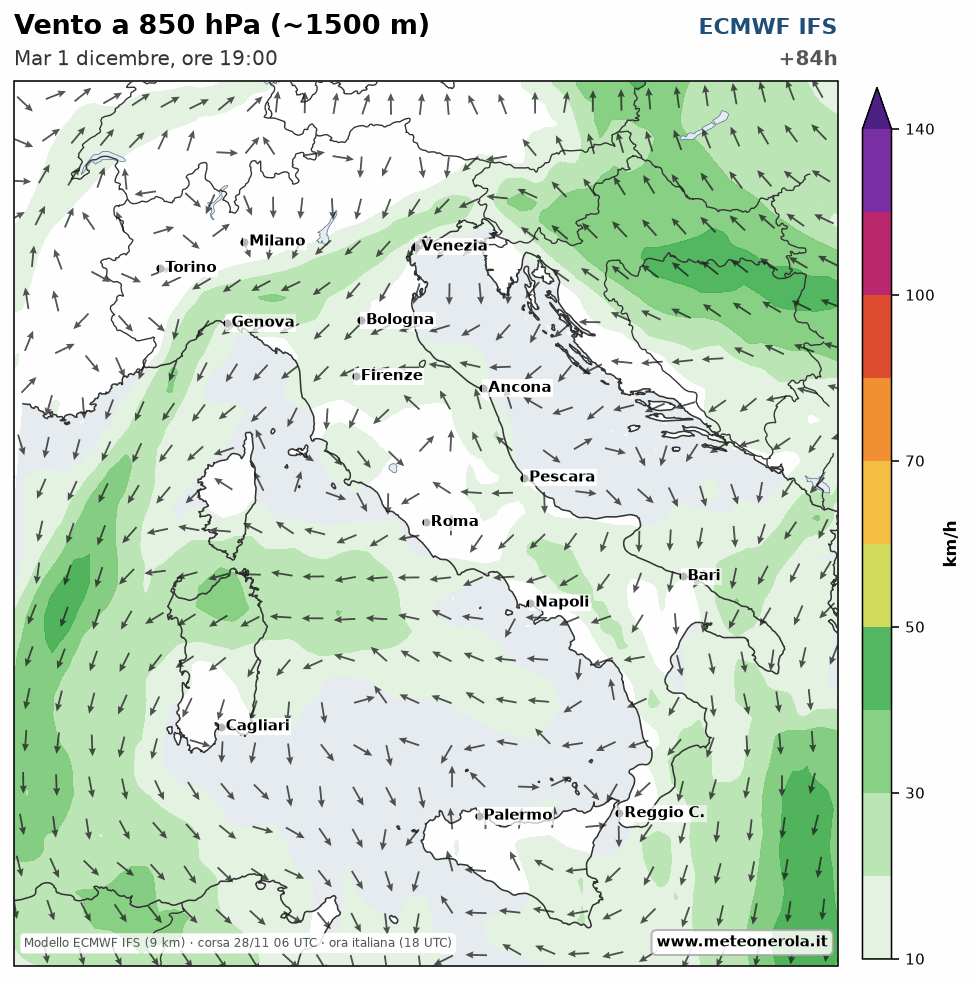 Vento a 850 hPa (~1500 m)
ECMWF IFS
Mar 1 dicembre, ore 19:00
+84h
140
Milano
Venezia
Torino
100
Genova
Bologna
Firenze
Ancona
70
Pescara
Roma
km/h
Bari
Napoli
50
Cagliari
30
Palermo
Reggio C.
Modello ECMWF IFS (9 km) · corsa 28/11 06 UTC · ora italiana (18 UTC)
www.meteonerola.it
10